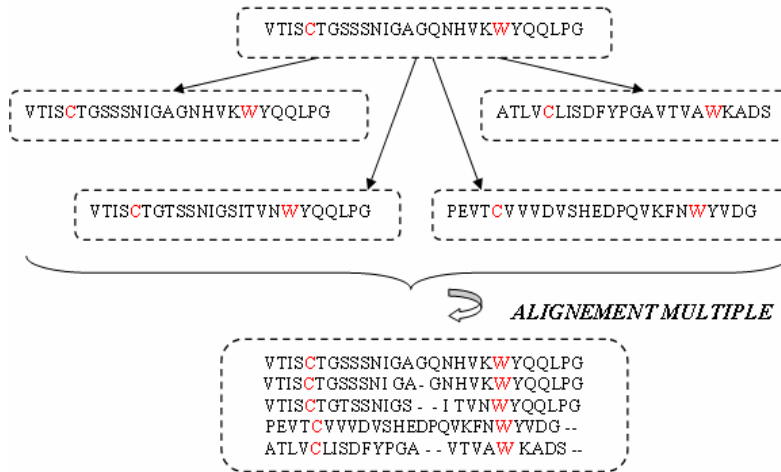 VTISCTGSSSNIGAGQNHVKWYQQLPG
VTISCTGSSSNIGAGNHVKWYQQLPG
ATLVCLISDFYPGAVTVAWKADS
VTISCTGTSSNIGSITVNWYQQLPG
PEVTCVVVDVSHEDPQVKFNWYVDG
ALIGNEMENT MULTIPLE
VTISCTGSSSNIGAGQNHVKWYQQLPG
VTISCTGSSSNI GA- GNHVKWYQQLPG
VTISCTGTSSNIGS - - I TVNWYQQLPG
PEVTCVVVDVSHEDPQVKFNWYVDG --
ATLVCLISDFYPGA - - VTVAW KADS --